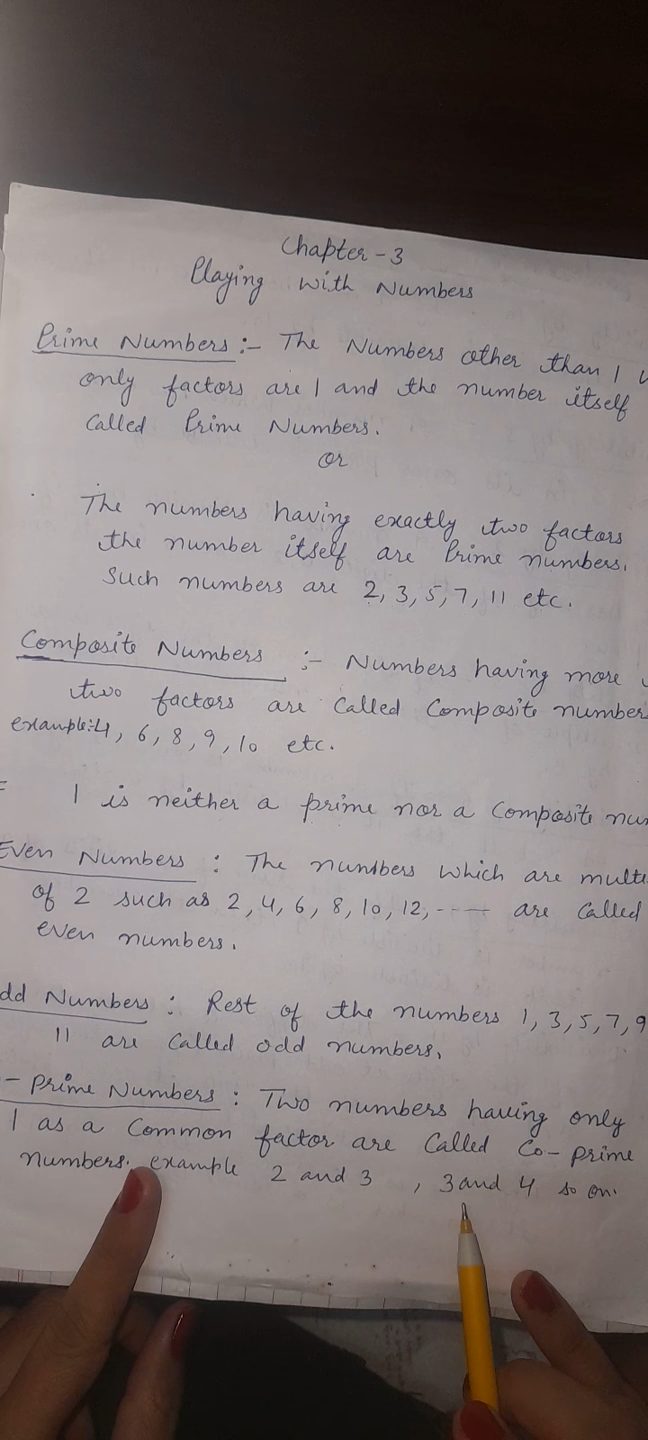 Chapter-3
Playing with Numbers
Prime Numbers:- The Numbers other than 1
only factors are 1 and the number itself
Called Prime Numbers.
or
The numbers having exactly two factors
the number itself are Prime numbers.
Such numbers are 2, 3, 5, 7, 11 etc.
Composite Numbers :- Numbers having more
two factors are called Composite number
example:-4, 6, 8, 9, 10 etc.
1 is neither a prime nor a Composite nu
Even Numbers : The numbers which are multi
of 2 such as 2, 4, 6, 8, 10, 12, ---- are called
even numbers.
dd Numbers : Rest of the numbers 1, 3, 5, 7, 9
11 are called odd numbers.
- Prime Numbers : Two numbers having only
1 as a common factor are called Co-prime
numbers. example 2 and 3 , 3 and 4 so on.